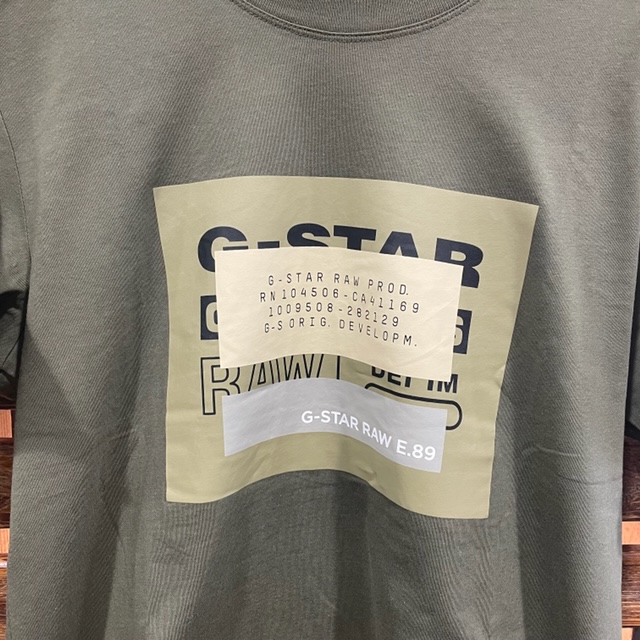 G-STAR
G-STAR RAW PROD.
RN104506-CA41169
1009508-282129
G-S ORIG. DEVELOPM.
RAW
G-STAR RAW E.89